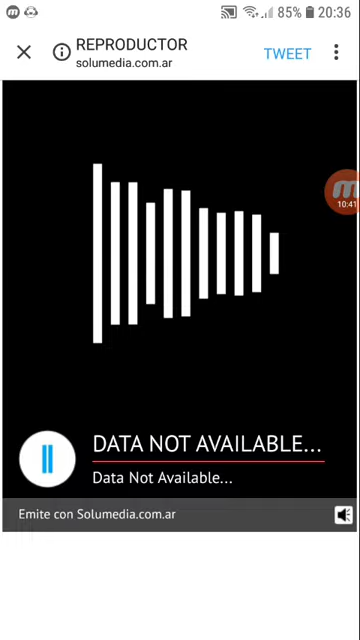 85% 20:36
REPRODUCTOR
solumedia.com.ar
TWEET
10:41
DATA NOT AVAILABLE...
Data Not Available...
Emite con Solumedia.com.ar